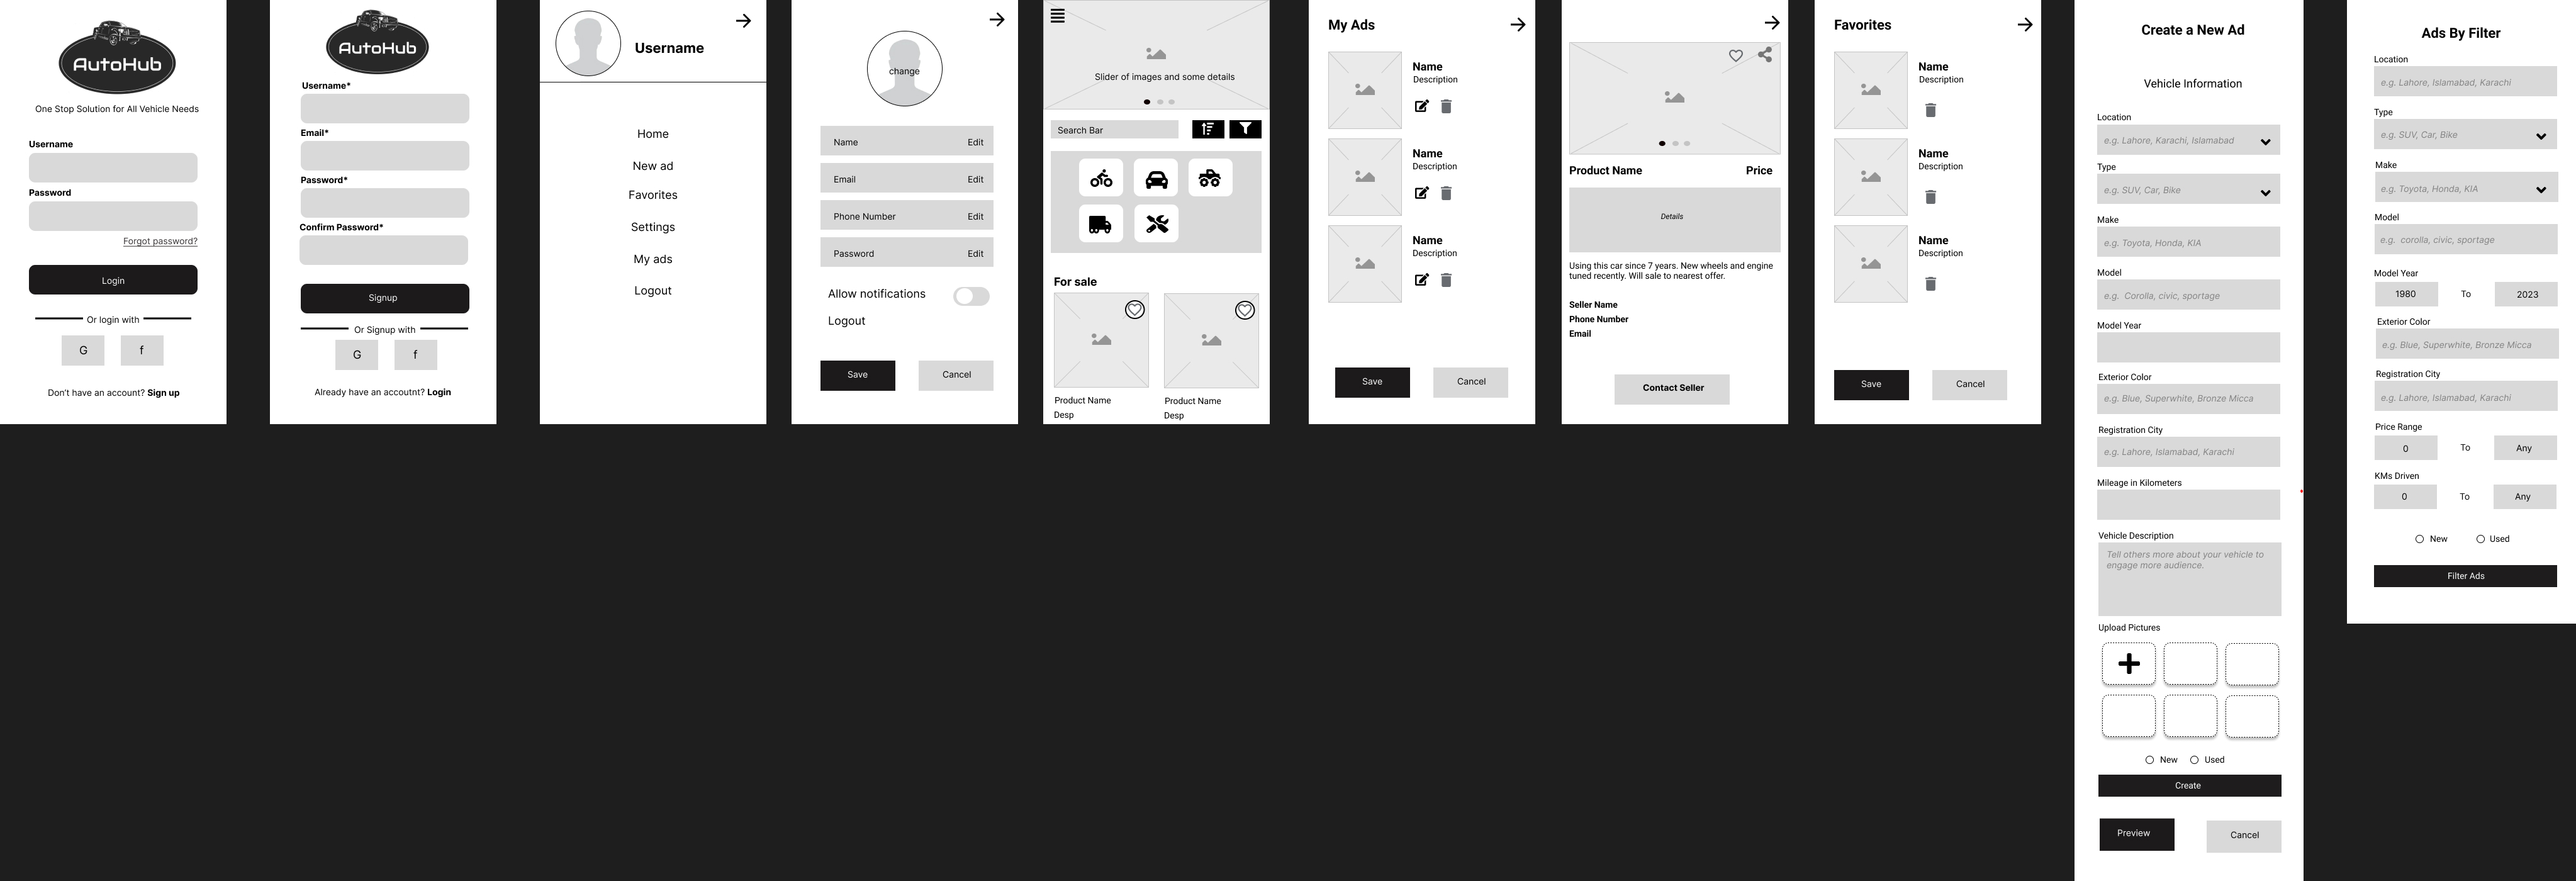 AutoHub
One Stop Solution for All Vehicle Needs
Username
Password
Forgot password?
Login
Or login with
G f
Don't have an account? Sign up
AutoHub
Username*
Email*
Password*
Confirm Password*
Signup
Or Signup with
G f
Already have an accoutnt? Login
Username
Home
New ad
Favorites
Settings
My ads
Logout
change
Name Edit
Email Edit
Phone Number Edit
Password Edit
Allow notifications
Logout
Save Cancel
Slider of images and some details
Search Bar
For sale
Product Name Product Name
Desp Desp
My Ads
Name
Description
Name
Description
Name
Description
Save Cancel
Product Name Price
Details
Using this car since 7 years. New wheels and engine
tuned recently. Will sale to nearest offer.
Seller Name
Phone Number
Email
Contact Seller
Favorites
Name
Description
Name
Description
Name
Description
Save Cancel
Create a New Ad
Vehicle Information
Location
e.g. Lahore, Karachi, Islamabad
Type
e.g. SUV, Car, Bike
Make
e.g. Toyota, Honda, KIA
Model
e.g. Corolla, civic, sportage
Model Year
Exterior Color
e.g. Blue, Superwhite, Bronze Micca
Registration City
e.g. Lahore, Islamabad, Karachi
Mileage in Kilometers
Vehicle Description
Tell others more about your vehicle to
engage more audience.
Upload Pictures
New Used
Create
Preview Cancel
Ads By Filter
Location
e.g. Lahore, Islamabad, Karachi
Type
e.g. SUV, Car, Bike
Make
e.g. Toyota, Honda, KIA
Model
e.g. corolla, civic, sportage
Model Year
1980 To 2023
Exterior Color
e.g. Blue, Superwhite, Bronze Micca
Registration City
e.g. Lahore, Islamabad, Karachi
Price Range
0 To Any
KMs Driven
0 To Any
New Used
Filter Ads